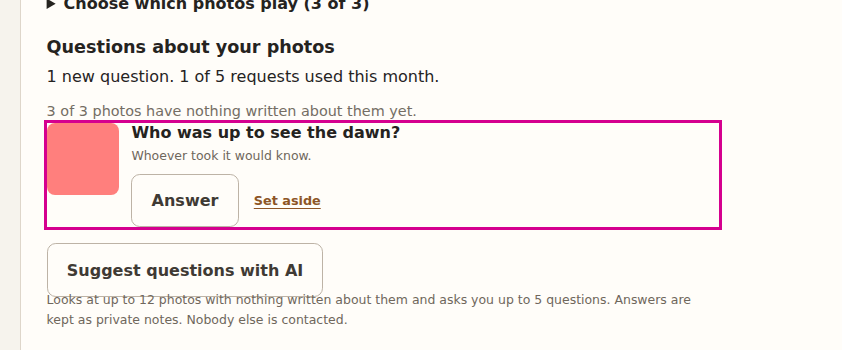 Choose which photos play (3 of 3)
Questions about your photos
1 new question. 1 of 5 requests used this month.
3 of 3 photos have nothing written about them yet.
Who was up to see the dawn?
Whoever took it would know.
Answer
Set aside
Suggest questions with AI
Looks at up to 12 photos with nothing written about them and asks you up to 5 questions. Answers are
kept as private notes. Nobody else is contacted.